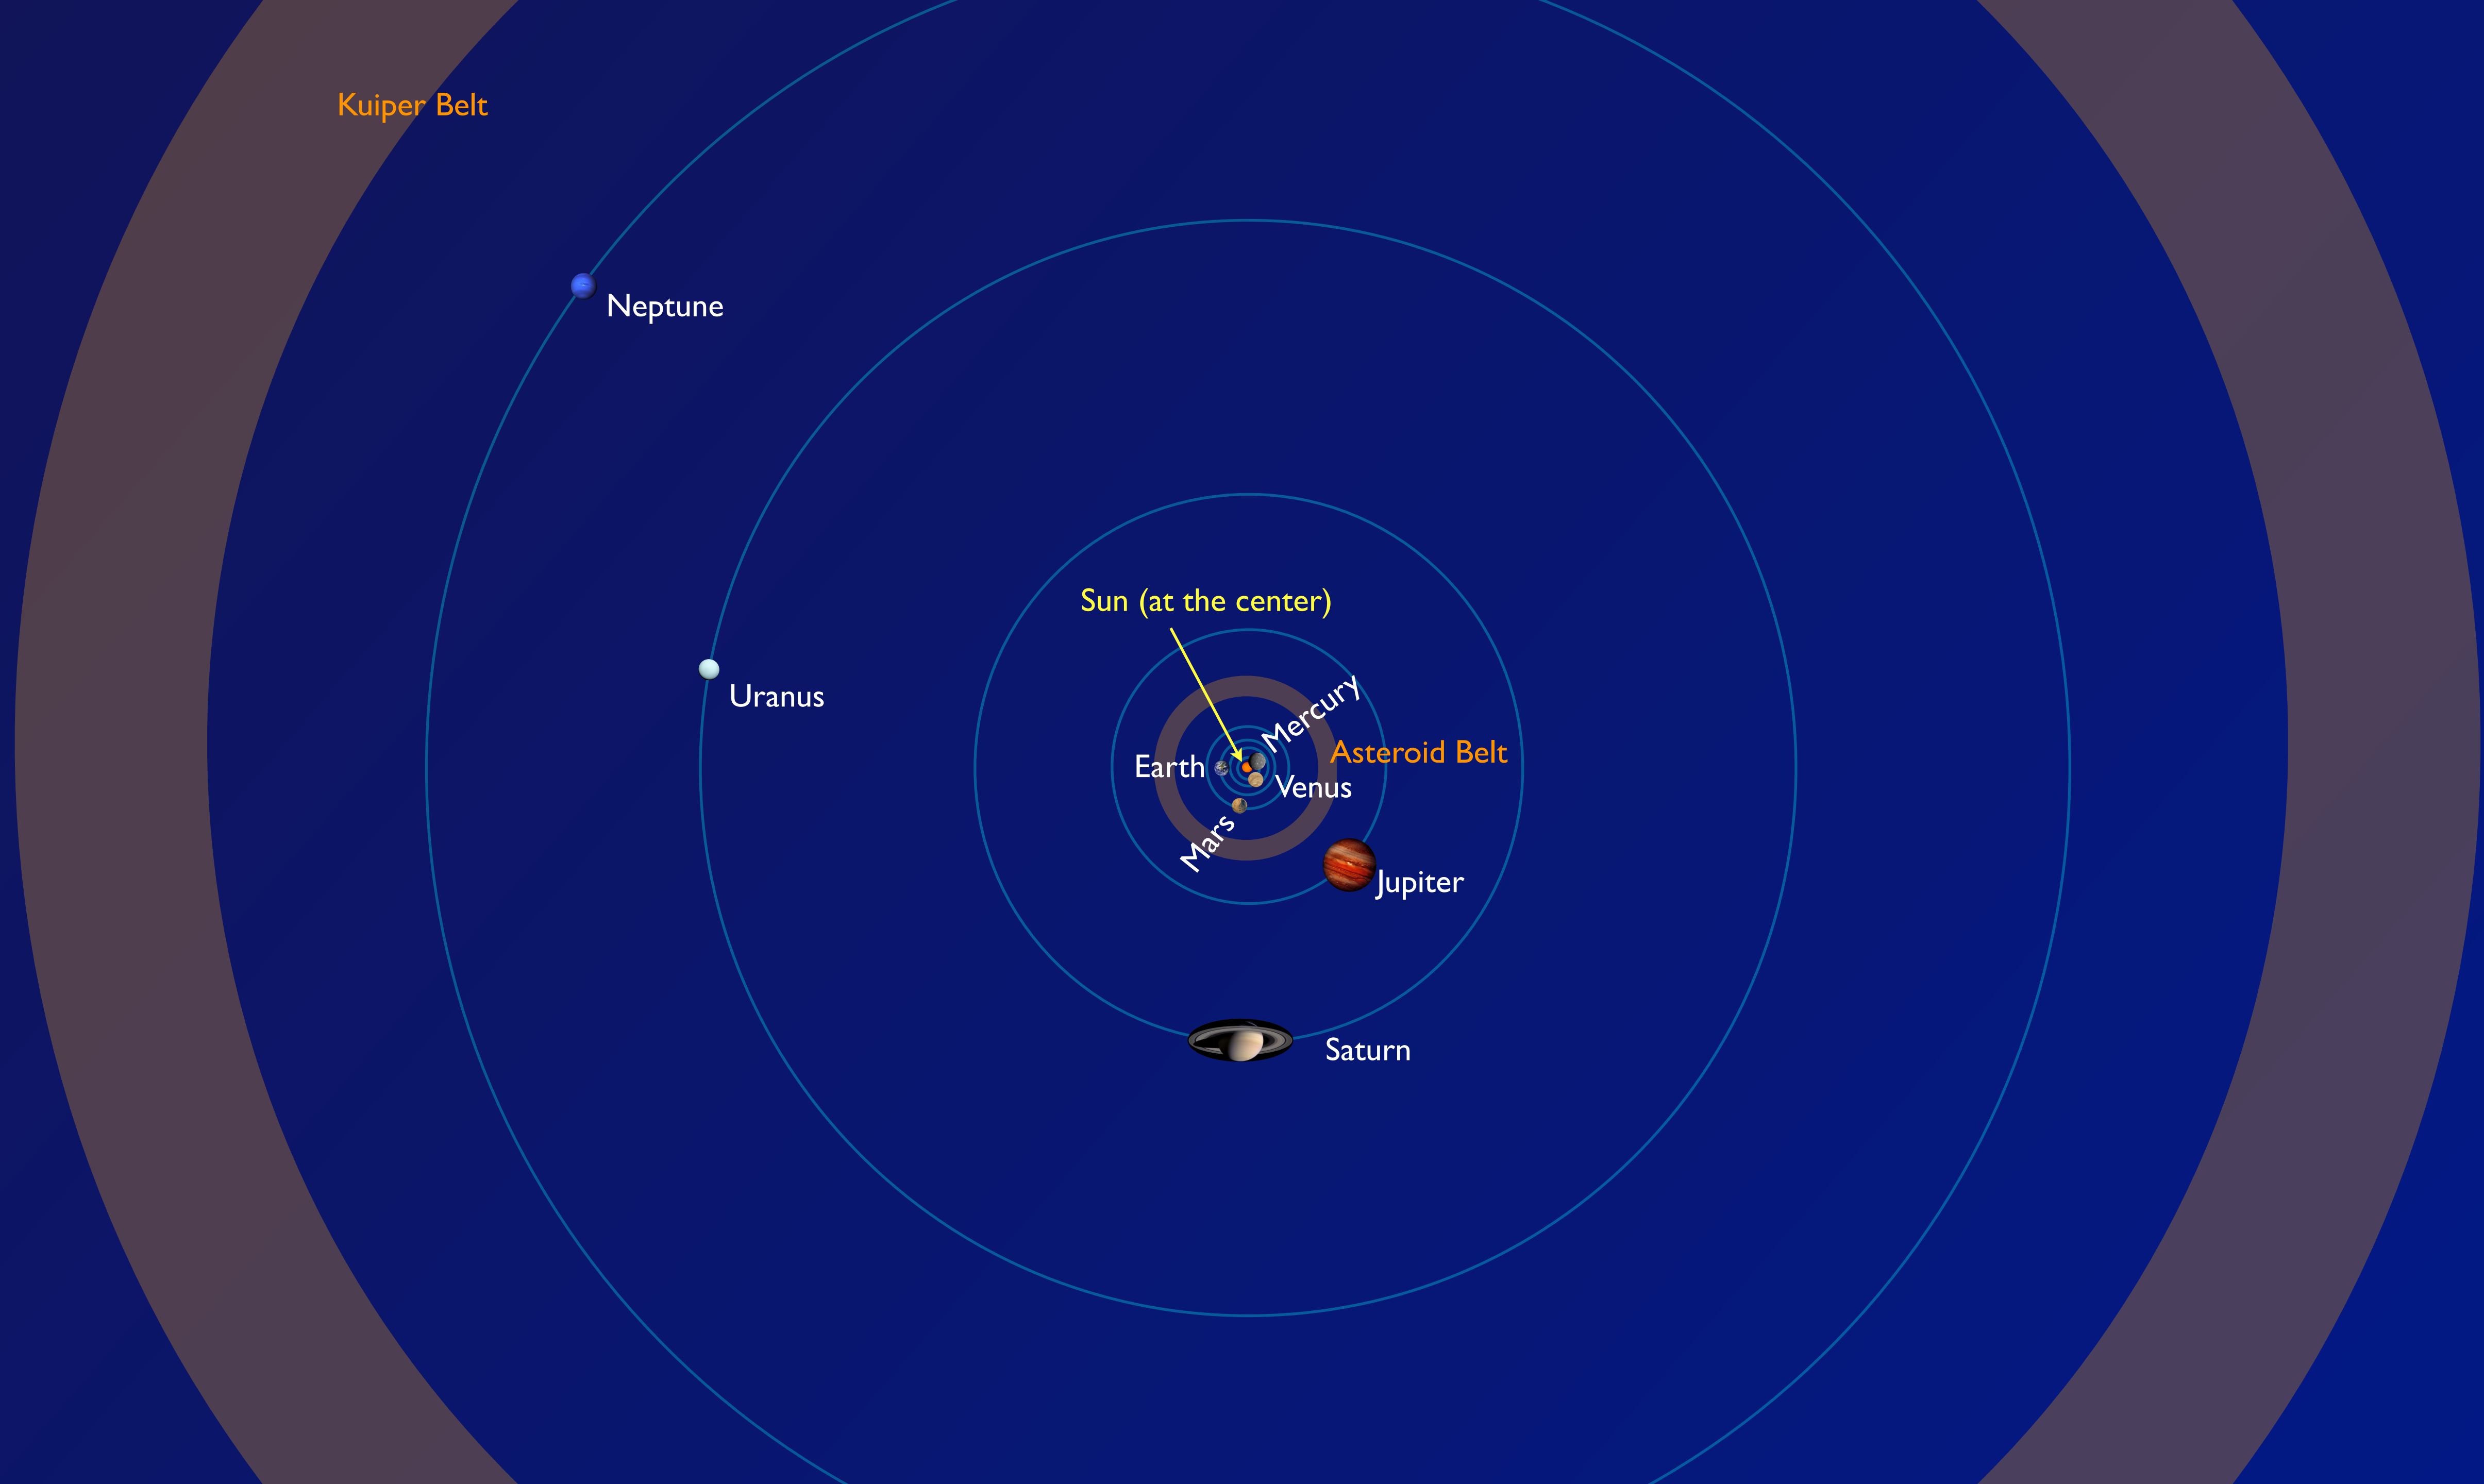 Kuiper Belt
Neptune
Sun (at the center)
Uranus
Mercury
Asteroid Belt
Earth
Venus
Mars
Jupiter
Saturn